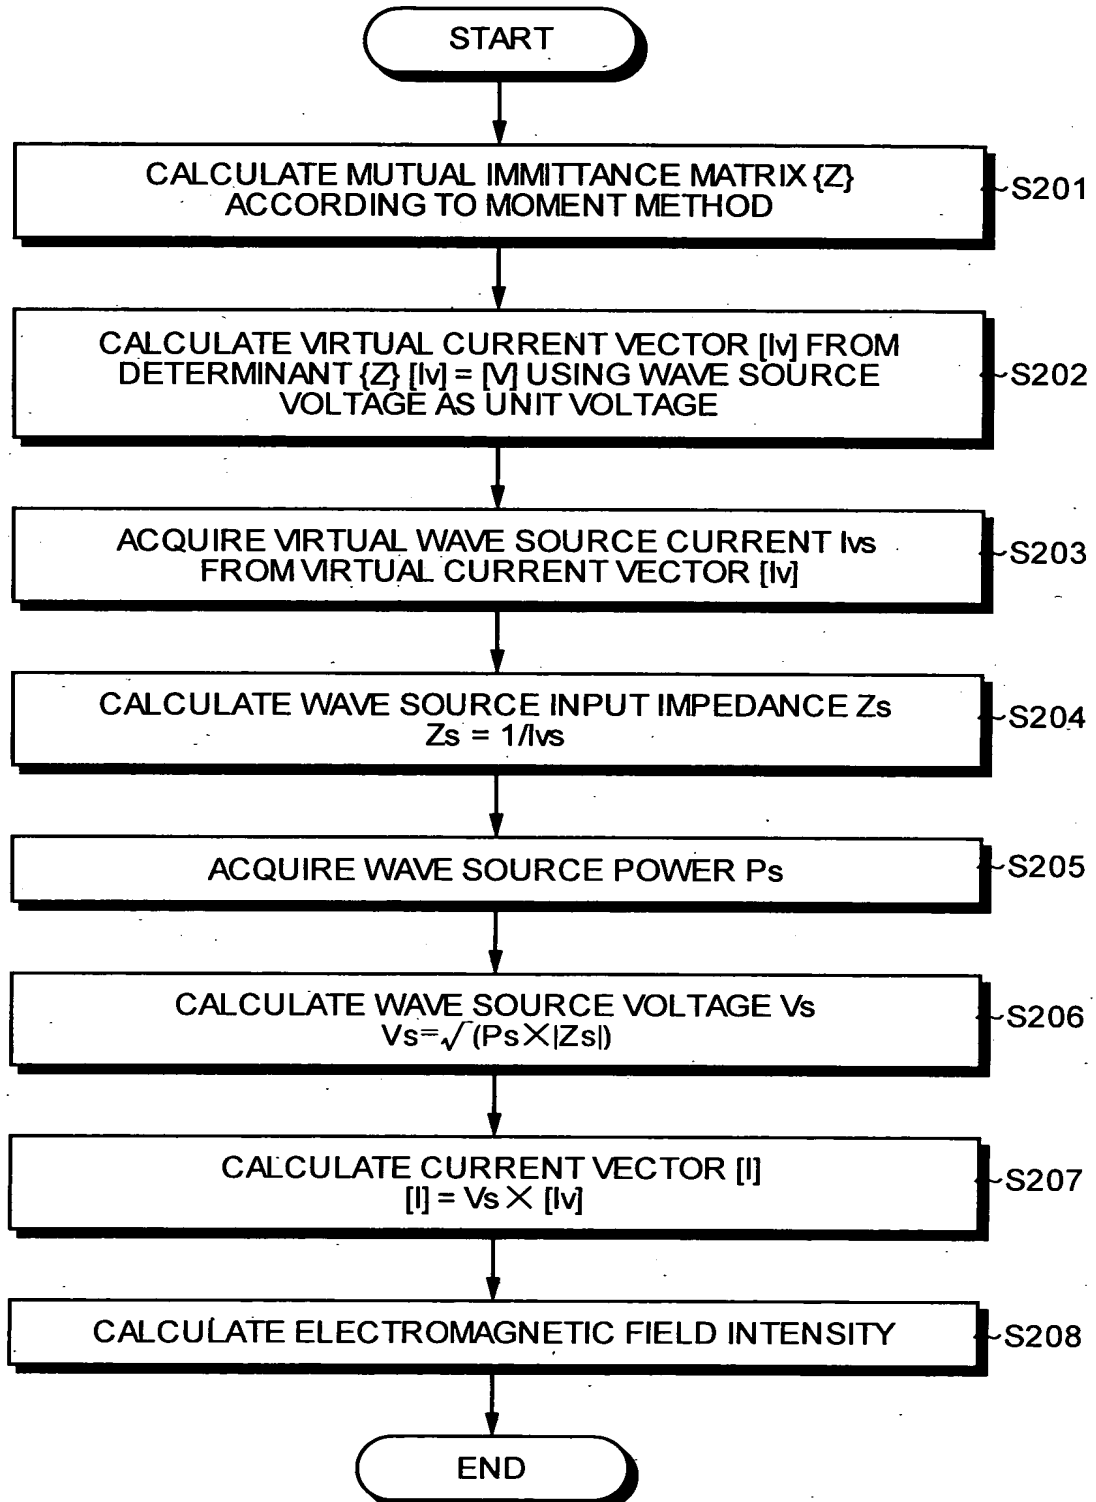 START
CALCULATE MUTUAL IMMITTANCE MATRIX {Z}
ACCORDING TO MOMENT METHOD
S201
CALCULATE VIRTUAL CURRENT VECTOR [Iv] FROM
DETERMINANT {Z} [Iv] = [V] USING WAVE SOURCE
VOLTAGE AS UNIT VOLTAGE
S202
ACQUIRE VIRTUAL WAVE SOURCE CURRENT Ivs
FROM VIRTUAL CURRENT VECTOR [Iv]
S203
CALCULATE WAVE SOURCE INPUT IMPEDANCE Zs
Zs = 1/Ivs
S204
ACQUIRE WAVE SOURCE POWER Ps
S205
CALCULATE WAVE SOURCE VOLTAGE Vs
Vs=√(Ps×|Zs|)
S206
CALCULATE CURRENT VECTOR [I]
[I] = Vs × [Iv]
S207
CALCULATE ELECTROMAGNETIC FIELD INTENSITY
S208
END